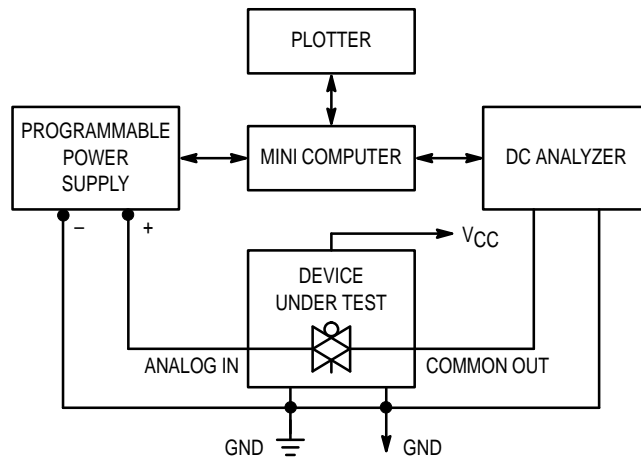 PLOTTER
PROGRAMMABLE
POWER
SUPPLY
MINI COMPUTER
DC ANALYZER
– +
VCC
DEVICE
UNDER TEST
ANALOG IN
COMMON OUT
GND
GND